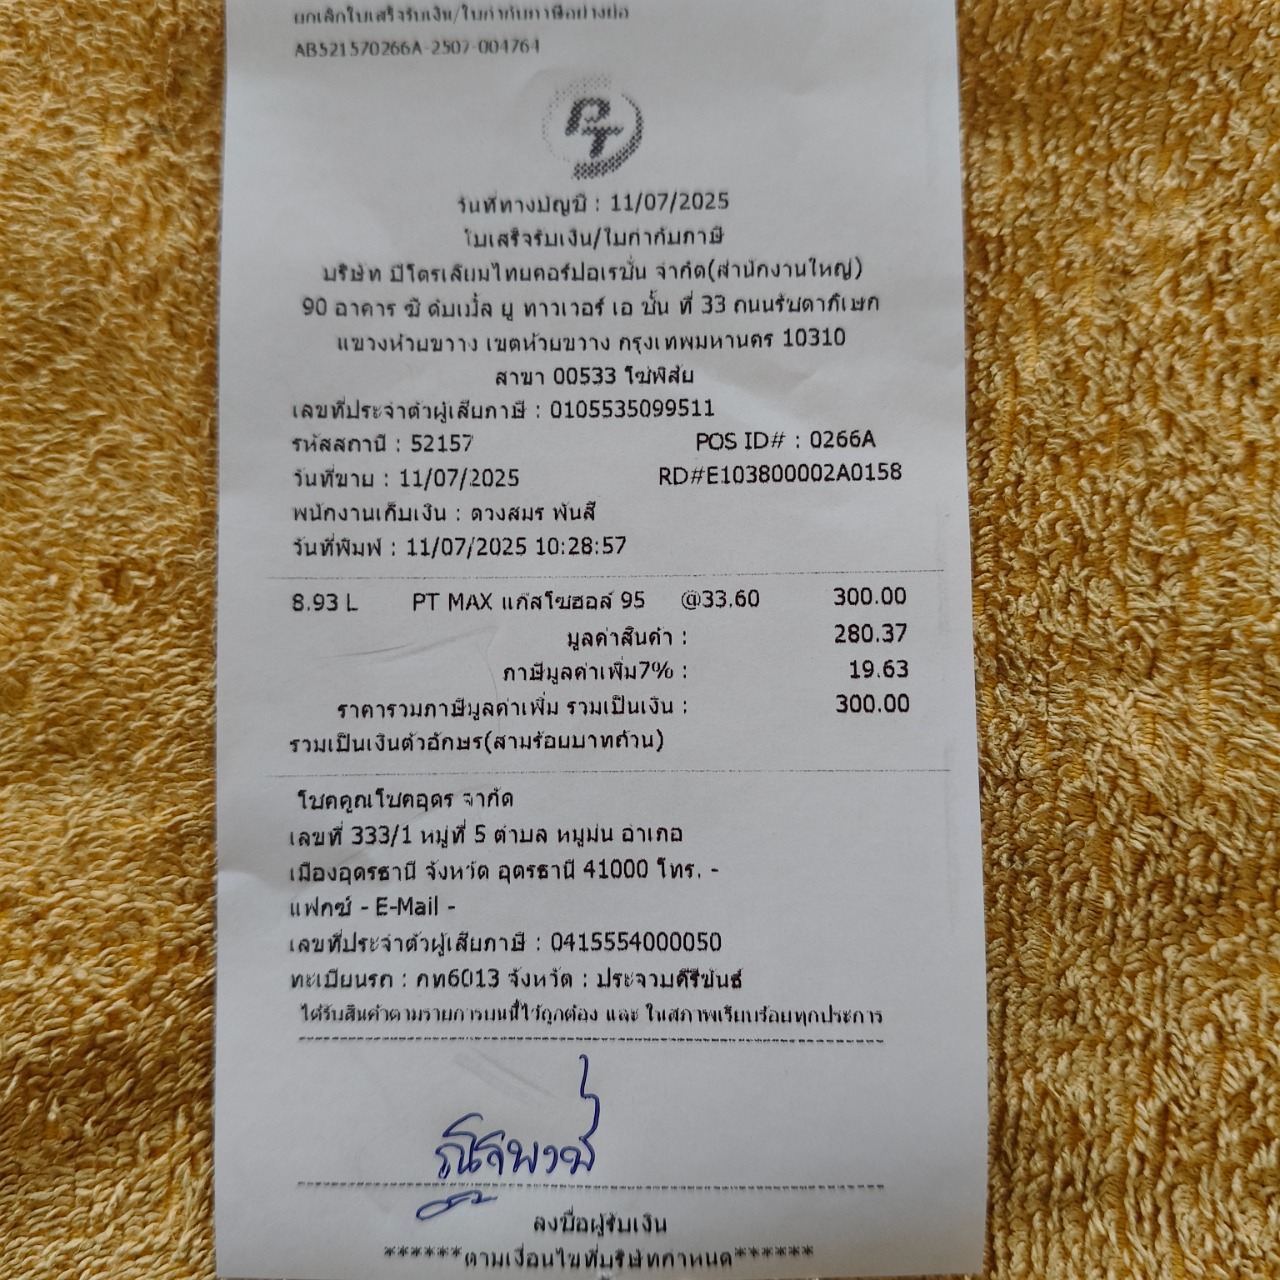 ยกเลิกใบเสร็จรับเงิน/ใบกำกับภาษีอย่างย่อ
AB521570266A-2507-004764
PT
วันที่ทางบัญชี : 11/07/2025
ใบเสร็จรับเงิน/ใบกำกับภาษี
บริษัท ปิโตรเลียมไทยคอร์ปอเรชั่น จำกัด(สำนักงานใหญ่)
90 อาคาร ซี ดับเบิ้ล ยู ทาวเวอร์ เอ ชั้น ที่ 33 ถนนรัชดาภิเษก
แขวงห้วยขวาง เขตห้วยขวาง กรุงเทพมหานคร 10310
สาขา 00533 โซ่พิสัย
เลขที่ประจำตัวผู้เสียภาษี : 0105535099511
รหัสสถานี : 52157 POS ID# : 0266A
วันที่ขาย : 11/07/2025 RD#E103800002A0158
พนักงานเก็บเงิน : ดวงสมร พันสี
วันที่พิมพ์ : 11/07/2025 10:28:57
8.93 L PT MAX แก๊สโซฮอล์ 95 @33.60 300.00
มูลค่าสินค้า : 280.37
ภาษีมูลค่าเพิ่ม7% : 19.63
ราคารวมภาษีมูลค่าเพิ่ม รวมเป็นเงิน : 300.00
รวมเป็นเงินตัวอักษร(สามร้อยบาทถ้วน)
โชคคูณโชคอุดร จำกัด
เลขที่ 333/1 หมู่ที่ 5 ตำบล หมูม่น อำเภอ
เมืองอุดรธานี จังหวัด อุดรธานี 41000 โทร. -
แฟกซ์ - E-Mail -
เลขที่ประจำตัวผู้เสียภาษี : 0415554000050
ทะเบียนรถ : กท6013 จังหวัด : ประจวบคีรีขันธ์
ได้รับสินค้าตามรายการบนนี้ไว้ถูกต้อง และ ในสภาพเรียบร้อยทุกประการ
ลงชื่อผู้รับเงิน
******ตามเงื่อนไขที่บริษัทกำหนด******